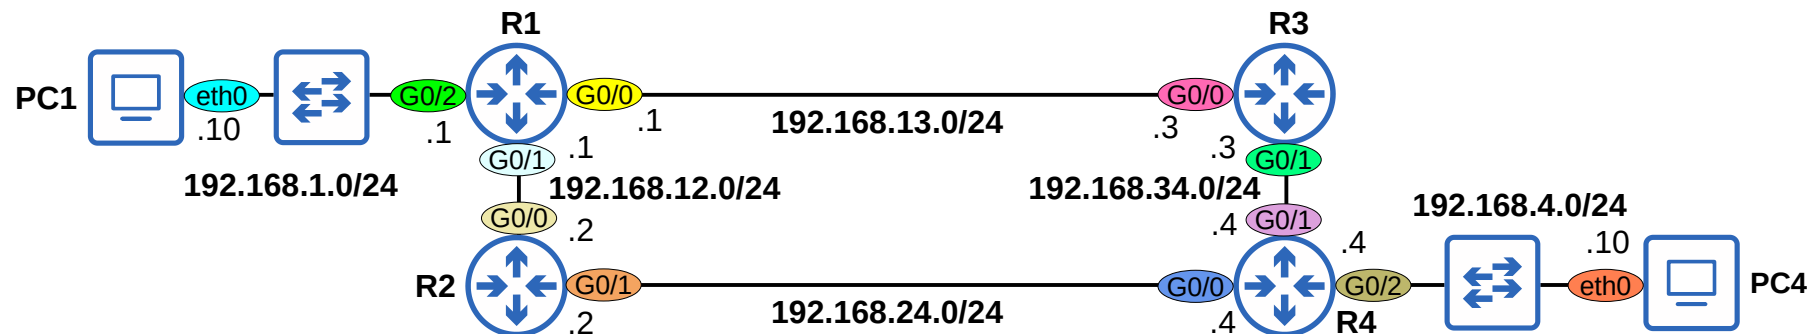 R1
R3
PC1
eth0
G0/2
G0/0
G0/0
.10
.1
.1
192.168.13.0/24
.3
.1
.3
G0/1
G0/1
192.168.1.0/24
192.168.12.0/24
192.168.34.0/24
192.168.4.0/24
G0/0
.2
.4
G0/1
.4
.10
R2
G0/1
G0/0
G0/2
eth0
PC4
.2
192.168.24.0/24
.4
R4